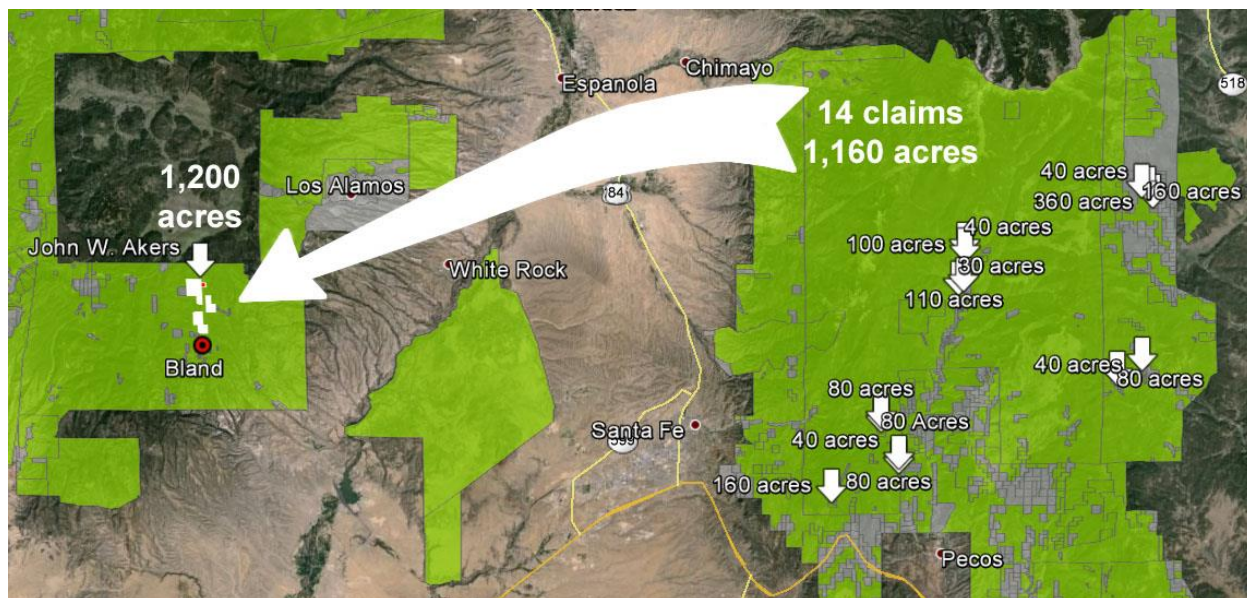 Espanola
Chimayo
518
14 claims
1,160 acres
1,200
acres
Los Alamos
84
40 acres
160 acres
360 acres
John W. Akers
40 acres
100 acres
White Rock
30 acres
110 acres
Bland
40 acres
80 acres
80 acres
80 Acres
Santa Fe
599
40 acres
160 acres
80 acres
Pecos